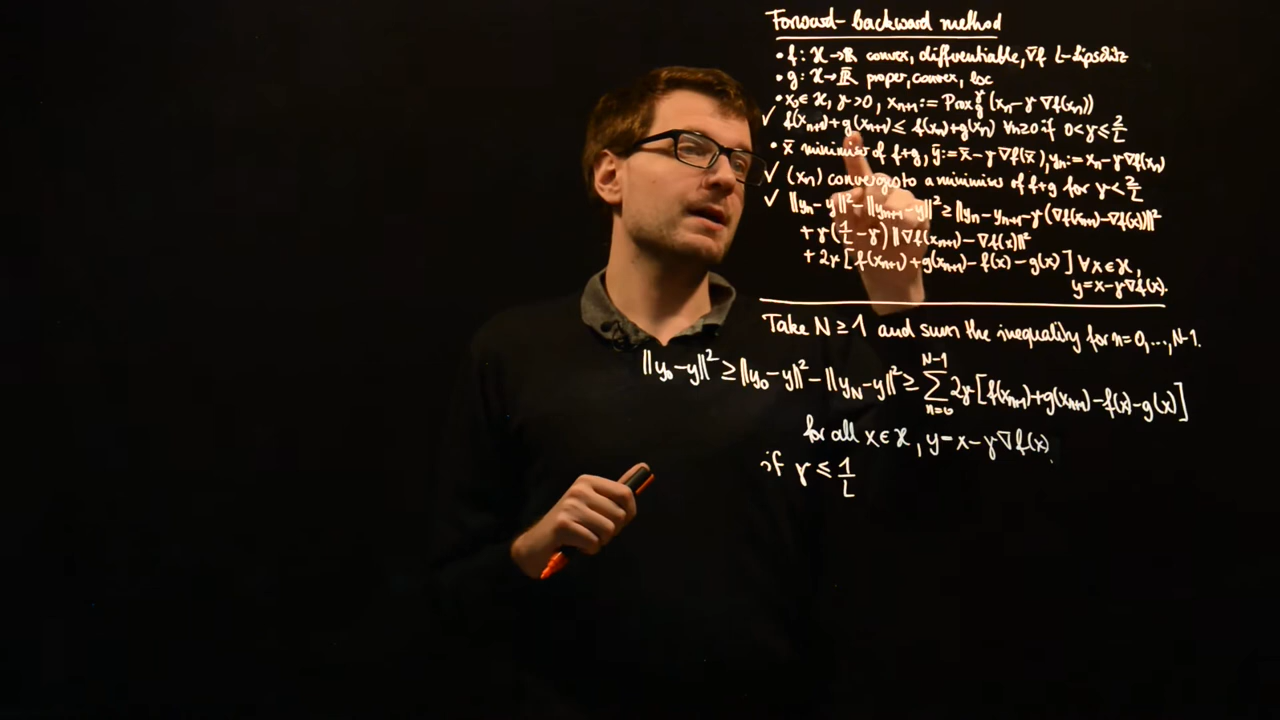 Forward-backward method
• f: ℋ→ℝ convex, differentiable, ∇f L-Lipschitz
• g: ℋ→ℝ̄ proper, convex, lsc
• x₀∈ℋ, γ>0, xₙ₊₁ := Prox_g^γ (xₙ-γ∇f(xₙ))
✓ f(xₙ₊₁)+g(xₙ₊₁) ≤ f(xₙ)+g(xₙ) ∀n≥0 if 0<γ≤2/L
• x̄ minimiser of f+g, ȳ:=x̄-γ∇f(x̄), yₙ:=xₙ-γ∇f(xₙ)
✓ (xₙ) converges to a minimiser of f+g for γ<2/L
✓ ‖yₙ-y‖²-‖yₙ₊₁-y‖² ≥ ‖yₙ-yₙ₊₁-γ(∇f(xₙ₊₁)-∇f(x))‖²
+γ(1/L-γ)‖∇f(xₙ₊₁)-∇f(x)‖²
+2γ[f(xₙ₊₁)+g(xₙ₊₁)-f(x)-g(x)] ∀x∈ℋ,
y=x-γ∇f(x).
Take N≥1 and sum the inequality for n=0,...,N-1.
‖y₀-y‖² ≥ ‖y₀-y‖²-‖y_N-y‖² ≥ ∑_{n=0}^{N-1} 2γ[f(xₙ₊₁)+g(xₙ₊₁)-f(x)-g(x)]
for all x∈ℋ, y=x-γ∇f(x).
if γ≤1/L